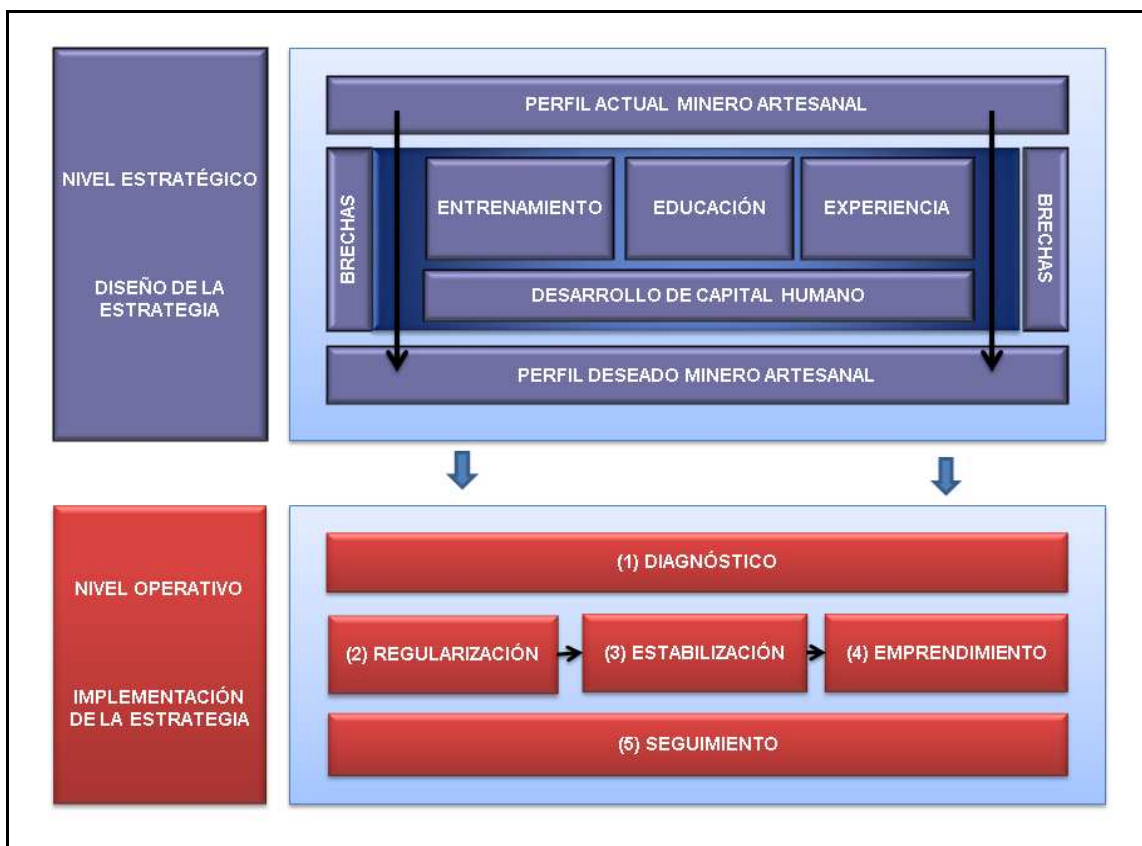 NIVEL ESTRATÉGICO
DISEÑO DE LA
ESTRATEGIA
PERFIL ACTUAL MINERO ARTESANAL
BRECHAS
ENTRENAMIENTO
EDUCACIÓN
EXPERIENCIA
BRECHAS
DESARROLLO DE CAPITAL HUMANO
PERFIL DESEADO MINERO ARTESANAL
NIVEL OPERATIVO
IMPLEMENTACIÓN
DE LA ESTRATEGIA
(1) DIAGNÓSTICO
(2) REGULARIZACIÓN
(3) ESTABILIZACIÓN
(4) EMPRENDIMIENTO
(5) SEGUIMIENTO